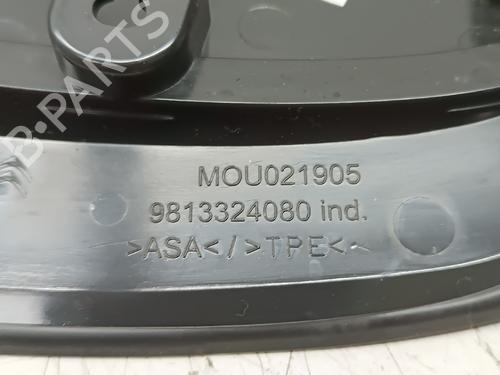 B-PARTS
MOU021905
9813324080 ind.
>ASA</>TPE<